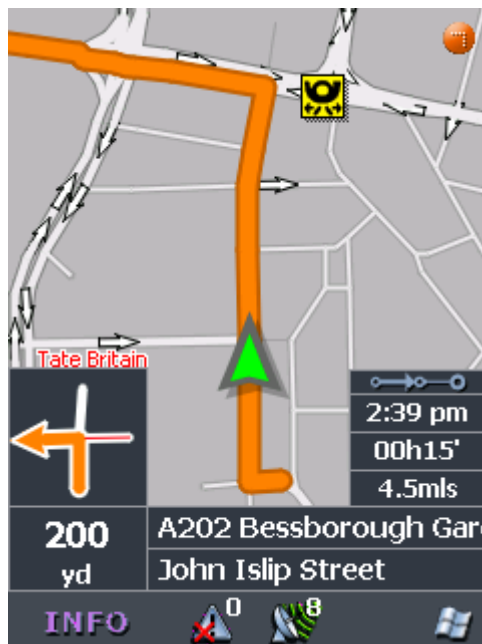 Tate Britain
2:39 pm
00h15'
4.5mls
200
yd
A202 Bessborough Gar
John Islip Street
INFO
0
8